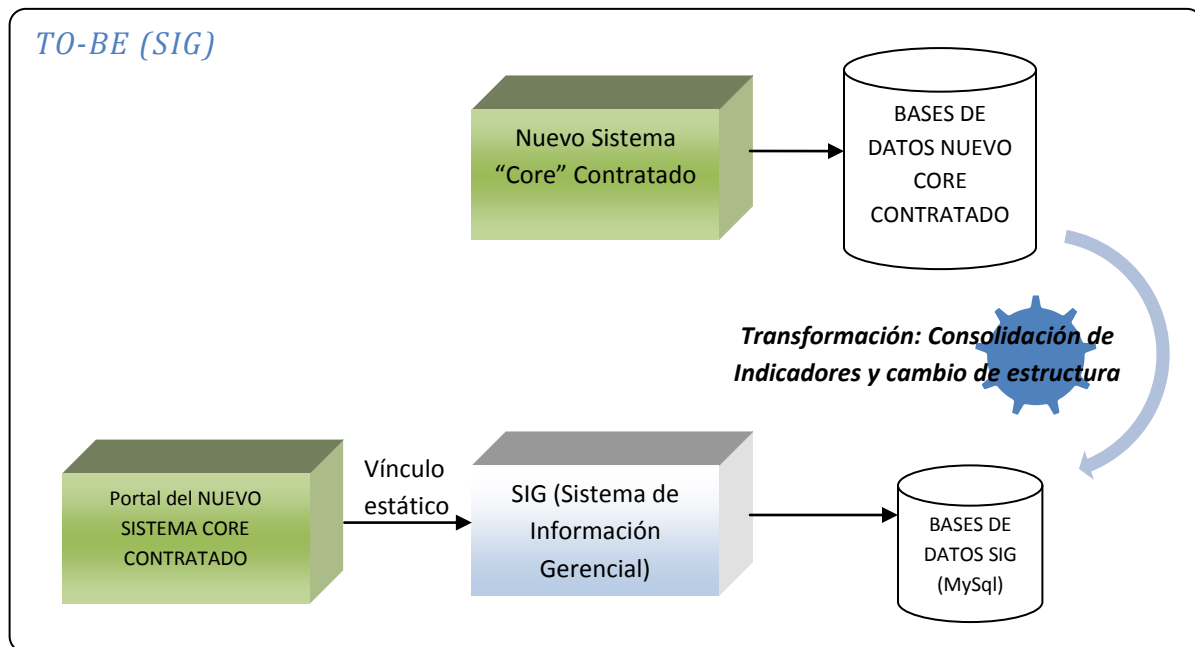 TO-BE (SIG)
Nuevo Sistema
“Core” Contratado
BASES DE
DATOS NUEVO
CORE
CONTRATADO
Transformación: Consolidación de
Indicadores y cambio de estructura
Portal del NUEVO
SISTEMA CORE
CONTRATADO
Vínculo
estático
SIG (Sistema de
Información
Gerencial)
BASES DE
DATOS SIG
(MySql)